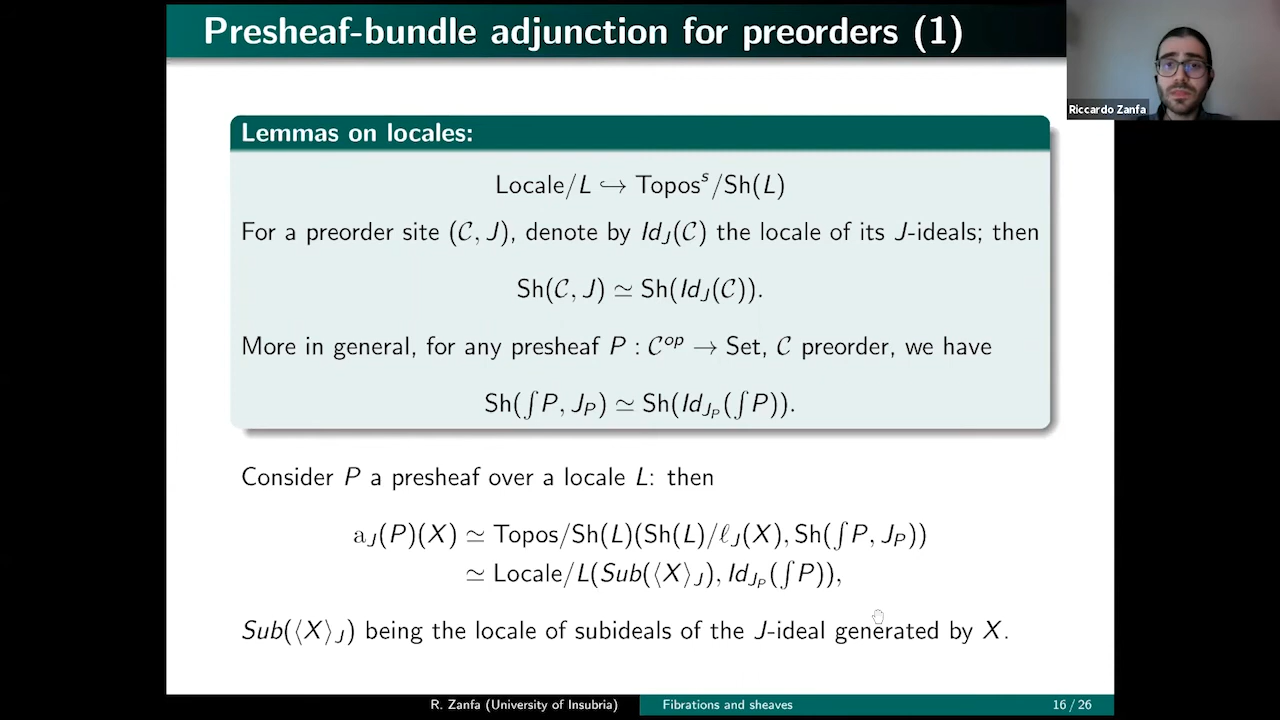 Presheaf-bundle adjunction for preorders (1)
Riccardo Zanfa
Lemmas on locales:
Locale/L ↪ Topos^s/Sh(L)
For a preorder site (𝒞, J), denote by Id_J(𝒞) the locale of its J-ideals; then
Sh(𝒞, J) ≃ Sh(Id_J(𝒞)).
More in general, for any presheaf P : 𝒞^op → Set, 𝒞 preorder, we have
Sh(∫P, J_P) ≃ Sh(Id_{J_P}(∫P)).
Consider P a presheaf over a locale L: then
a_J(P)(X) ≃ Topos/Sh(L)(Sh(L)/ℓ_J(X), Sh(∫P, J_P))
≃ Locale/L(Sub(⟨X⟩_J), Id_{J_P}(∫P)),
Sub(⟨X⟩_J) being the locale of subideals of the J-ideal generated by X.
R. Zanfa (University of Insubria)
Fibrations and sheaves
16 / 26